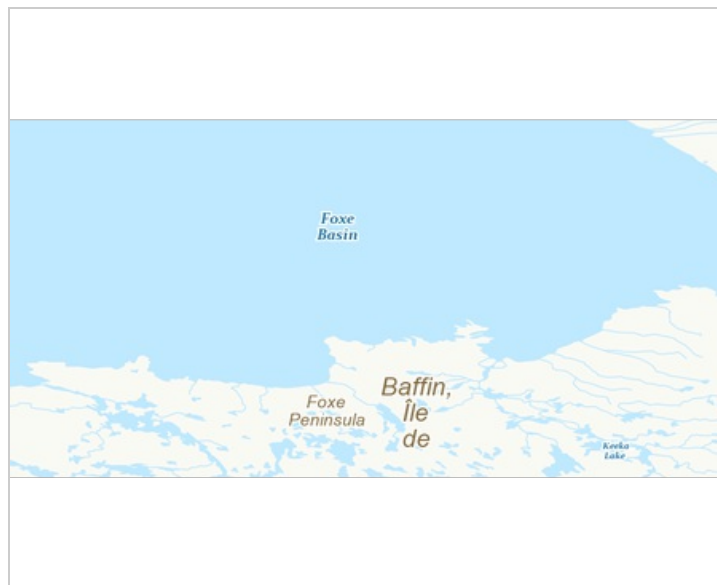 Foxe
Basin
Foxe
Peninsula
Baffin,
Île
de
Keeka
Lake